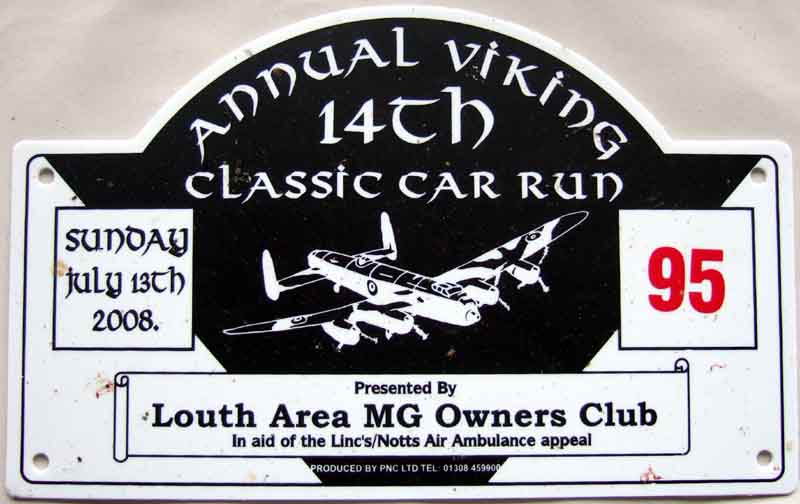 Annual Viking
14th
Classic Car Run
Sunday
July 13th
2008.
95
Presented By
Louth Area MG Owners Club
In aid of the Linc's/Notts Air Ambulance appeal
PRODUCED BY PNC LTD TEL: 01308 459900